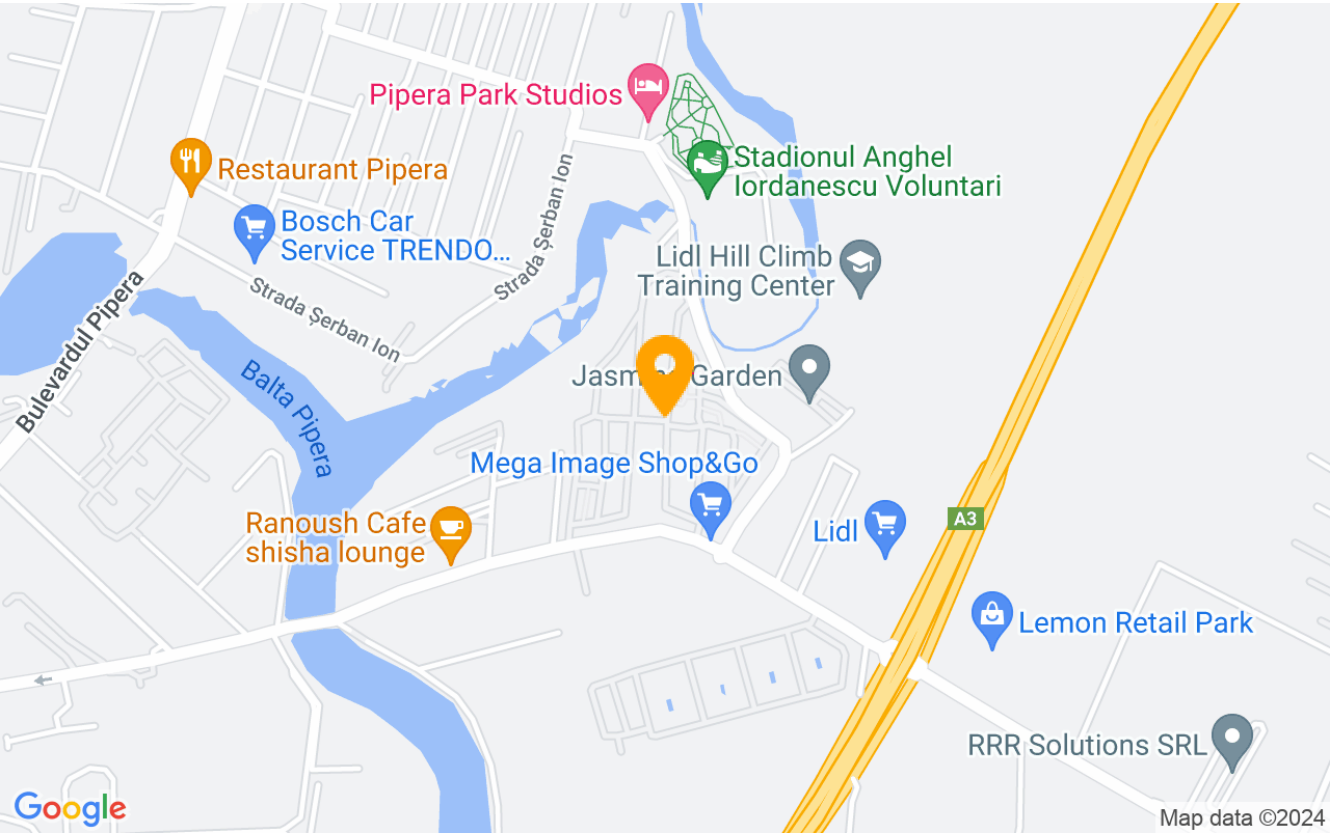 Pipera Park Studios
Stadionul Anghel
Iordanescu Voluntari
Restaurant Pipera
Bosch Car
Service TRENDO...
Strada Șerban Ion
Lidl Hill Climb
Training Center
Strada Șerban Ion
Bulevardul Pipera
Balta Pipera
Garden
Mega Image Shop&Go
Ranoush Cafe
shisha lounge
Lidl
A3
Lemon Retail Park
RRR Solutions SRL
Google
Map data ©2024